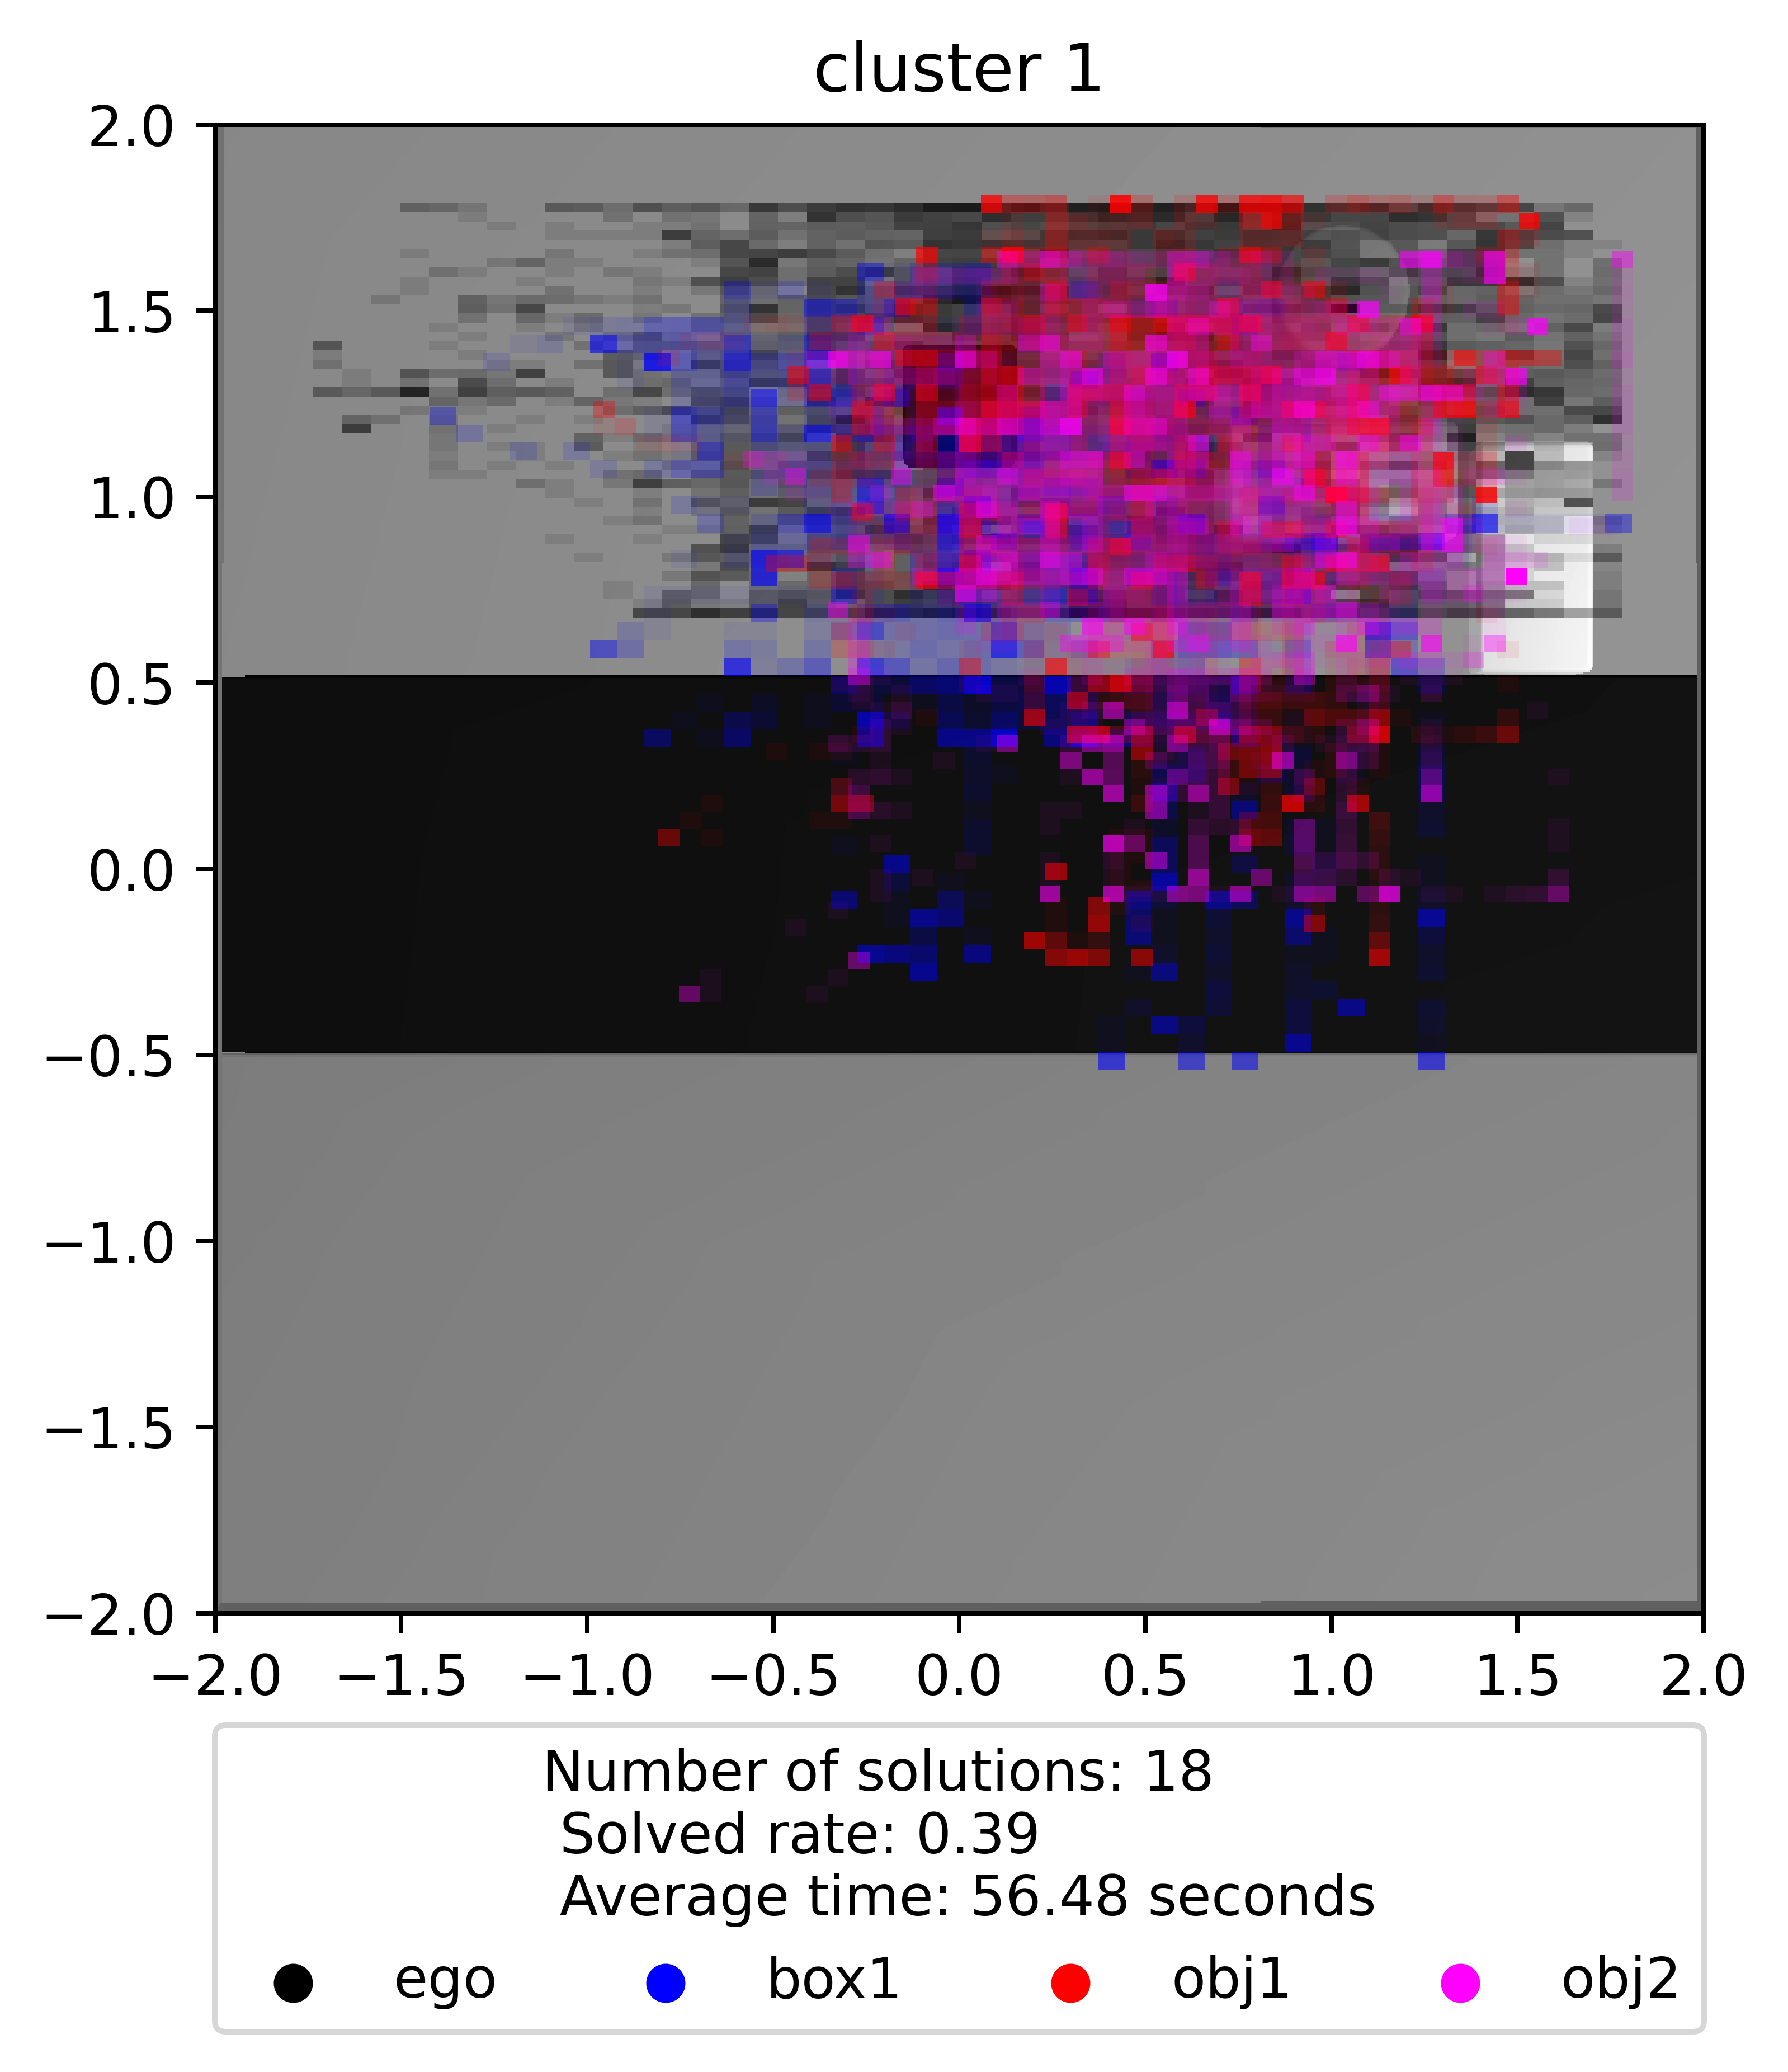 cluster 1
2.0
1.5
1.0
0.5
0.0
−0.5
−1.0
−1.5
−2.0
−2.0 −1.5 −1.0 −0.5 0.0 0.5 1.0 1.5 2.0
Number of solutions: 18
Solved rate: 0.39
Average time: 56.48 seconds
ego box1 obj1 obj2